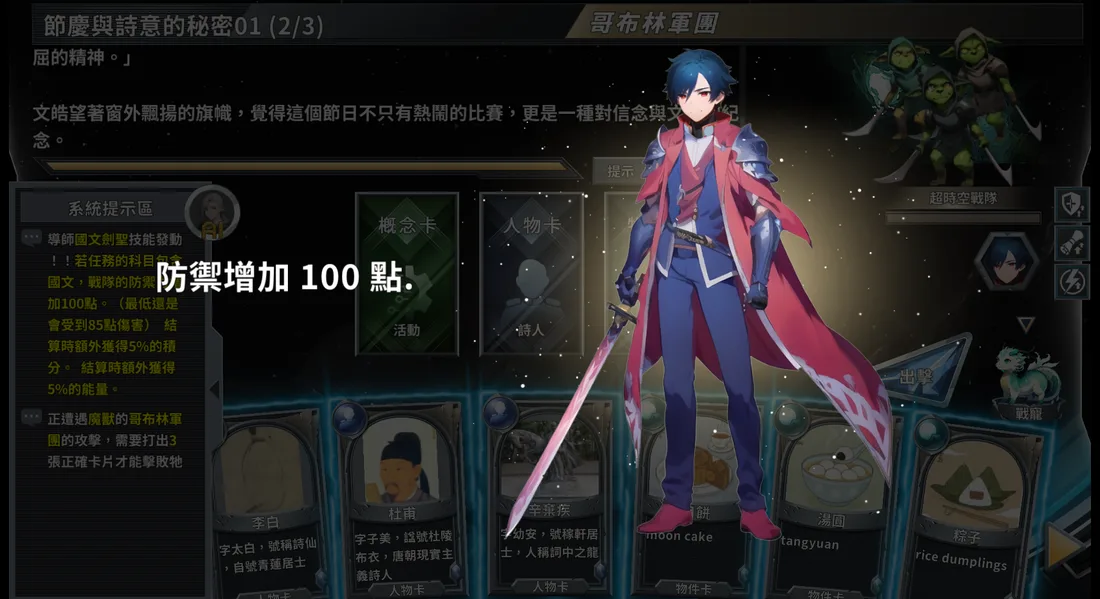 節慶與詩意的秘密01 (2/3)
哥布林軍團
屈的精神。」
文皓望著窗外飄揚的旗幟，覺得這個節日不只有熱鬧的比賽，更是一種對信念與文
紀
念。
提示
系統提示區
導師國文劍聖技能發動
！！若任務的科目包含
國文，戰隊的防禦
加100點。（最低還是
會受到85點傷害） 結
算時額外獲得5%的積
分。 結算時額外獲得
5%的能量。
正遭遇魔獸的哥布林軍
團的攻擊，需要打出3
張正確卡片才能擊敗牠
防禦增加 100 點.
概念卡
活動
人物卡
詩人
超時空戰隊
出擊
戰寵
李白
字太白，號稱詩仙
，自號青蓮居士
人物卡
杜甫
字子美，諡號杜陵
布衣，唐朝現實主
義詩人
人物卡
辛棄疾
字幼安，號稼軒居
士，人稱詞中之龍
人物卡
餅
moon cake
物件卡
湯圓
tangyuan
物件卡
粽子
rice dumplings